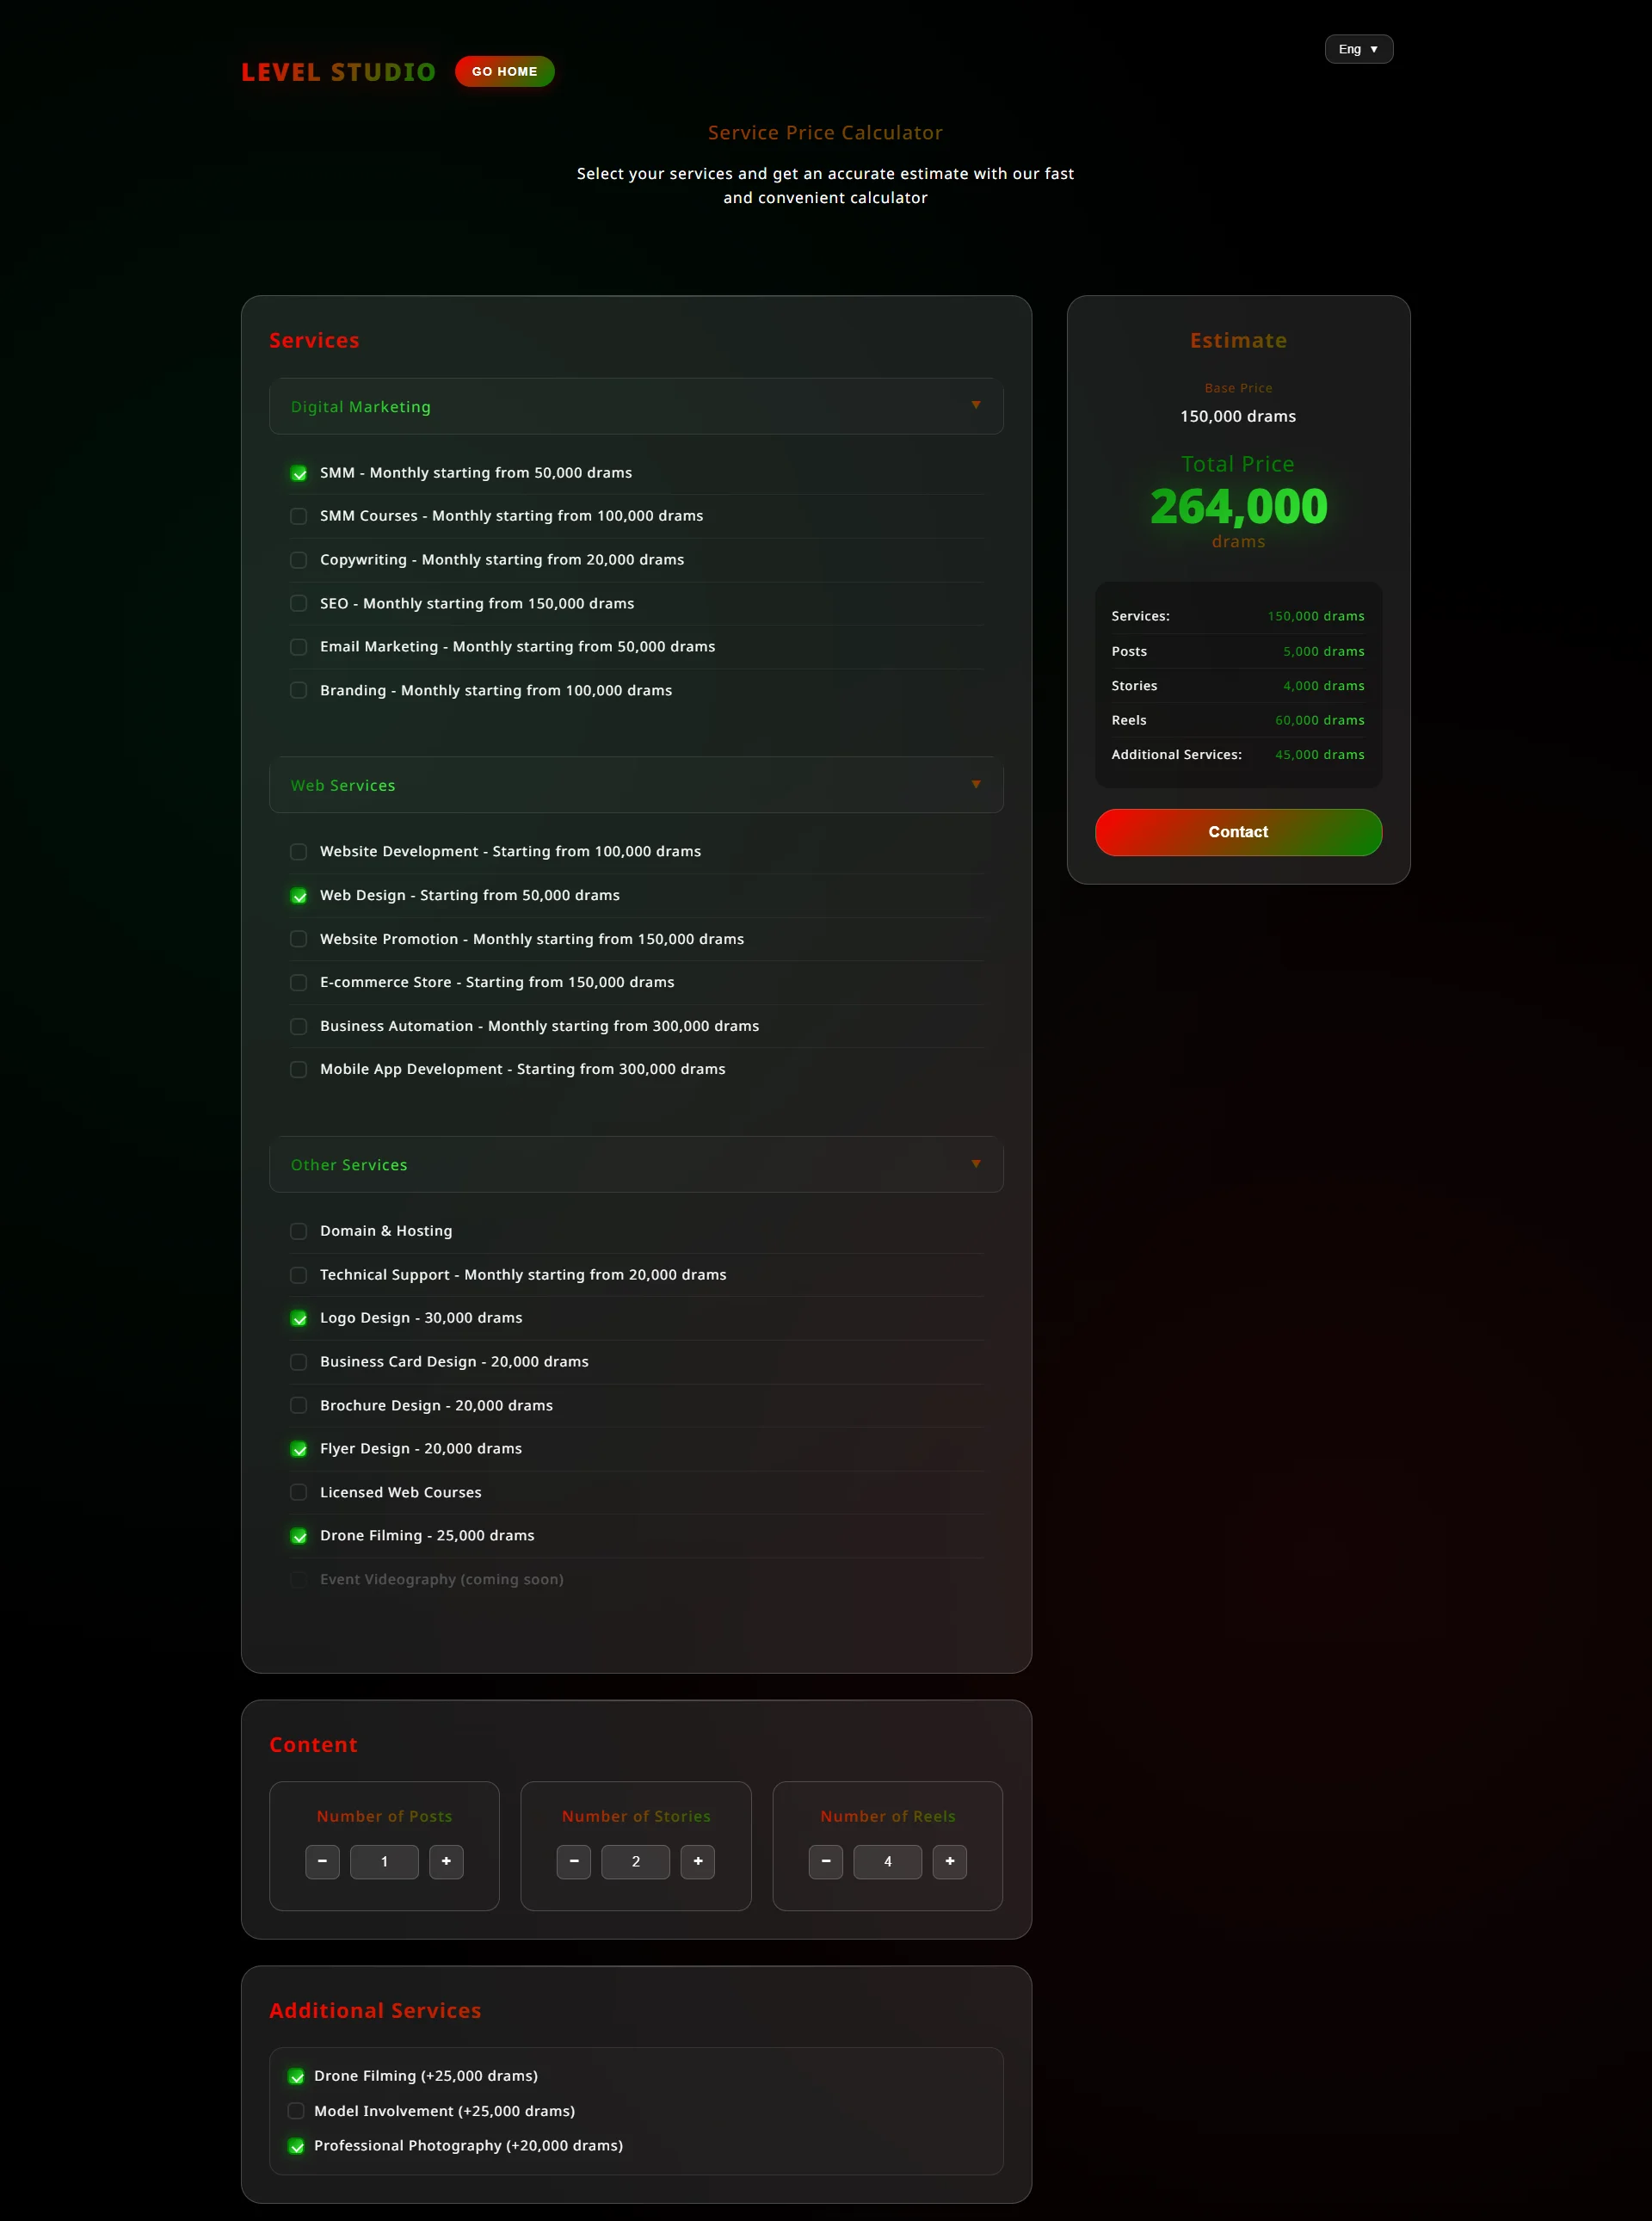 LEVEL STUDIO
GO HOME
Eng ▼
Service Price Calculator
Select your services and get an accurate estimate with our fast
and convenient calculator
Services
Digital Marketing
▼
SMM - Monthly starting from 50,000 drams
SMM Courses - Monthly starting from 100,000 drams
Copywriting - Monthly starting from 20,000 drams
SEO - Monthly starting from 150,000 drams
Email Marketing - Monthly starting from 50,000 drams
Branding - Monthly starting from 100,000 drams
Web Services
▼
Website Development - Starting from 100,000 drams
Web Design - Starting from 50,000 drams
Website Promotion - Monthly starting from 150,000 drams
E-commerce Store - Starting from 150,000 drams
Business Automation - Monthly starting from 300,000 drams
Mobile App Development - Starting from 300,000 drams
Other Services
▼
Domain & Hosting
Technical Support - Monthly starting from 20,000 drams
Logo Design - 30,000 drams
Business Card Design - 20,000 drams
Brochure Design - 20,000 drams
Flyer Design - 20,000 drams
Licensed Web Courses
Drone Filming - 25,000 drams
Event Videography (coming soon)
Content
Number of Posts
− 1 +
Number of Stories
− 2 +
Number of Reels
− 4 +
Additional Services
Drone Filming (+25,000 drams)
Model Involvement (+25,000 drams)
Professional Photography (+20,000 drams)
Estimate
Base Price
150,000 drams
Total Price
264,000
drams
Services: 150,000 drams
Posts 5,000 drams
Stories 4,000 drams
Reels 60,000 drams
Additional Services: 45,000 drams
Contact